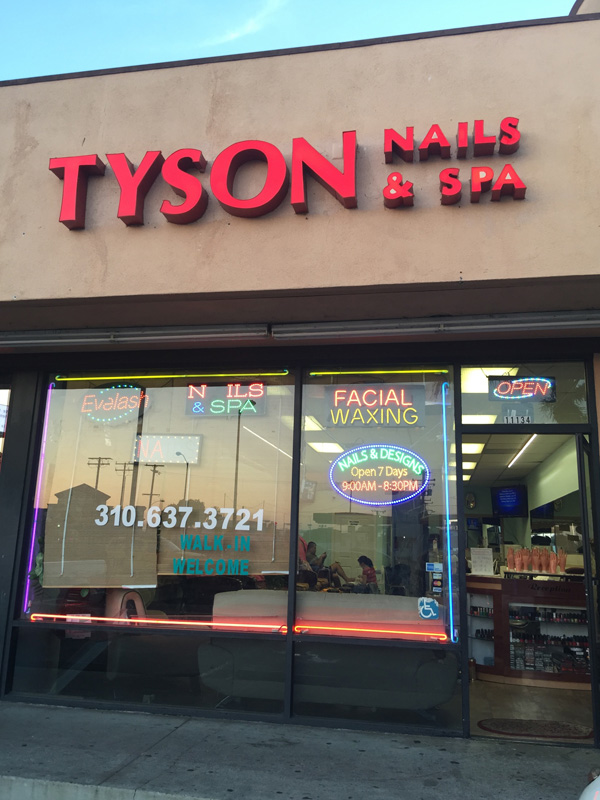 TYSON
NAILS
& SPA
Eyelash
N ILS
& SPA
FACIAL
WAXING
OPEN
11134
NA
NAILS & DESIGNS
Open 7 Days
9:00AM - 8:30PM
310.637.3721
WALK.IN
WELCOME